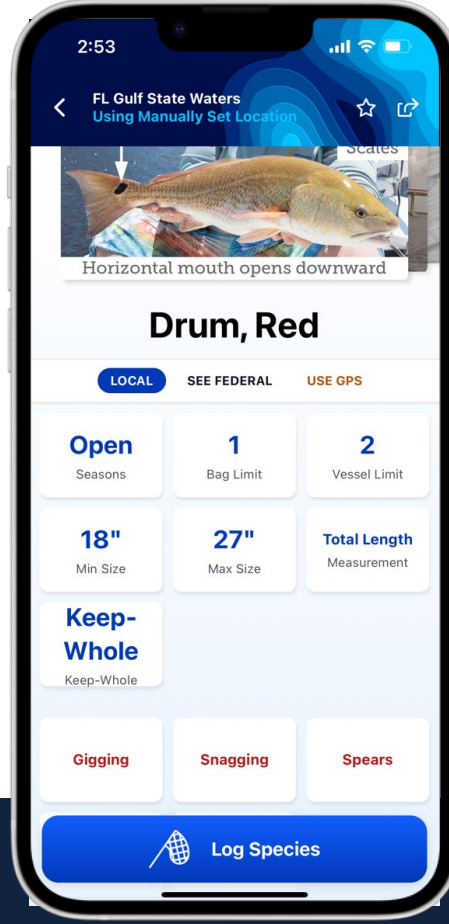 2:53
FL Gulf State Waters
Using Manually Set Location
Scales
Horizontal mouth opens downward
Drum, Red
LOCAL SEE FEDERAL USE GPS
Open 1 2
Seasons Bag Limit Vessel Limit
18" 27" Total Length
Min Size Max Size Measurement
Keep-
Whole
Keep-Whole
Gigging Snagging Spears
Log Species